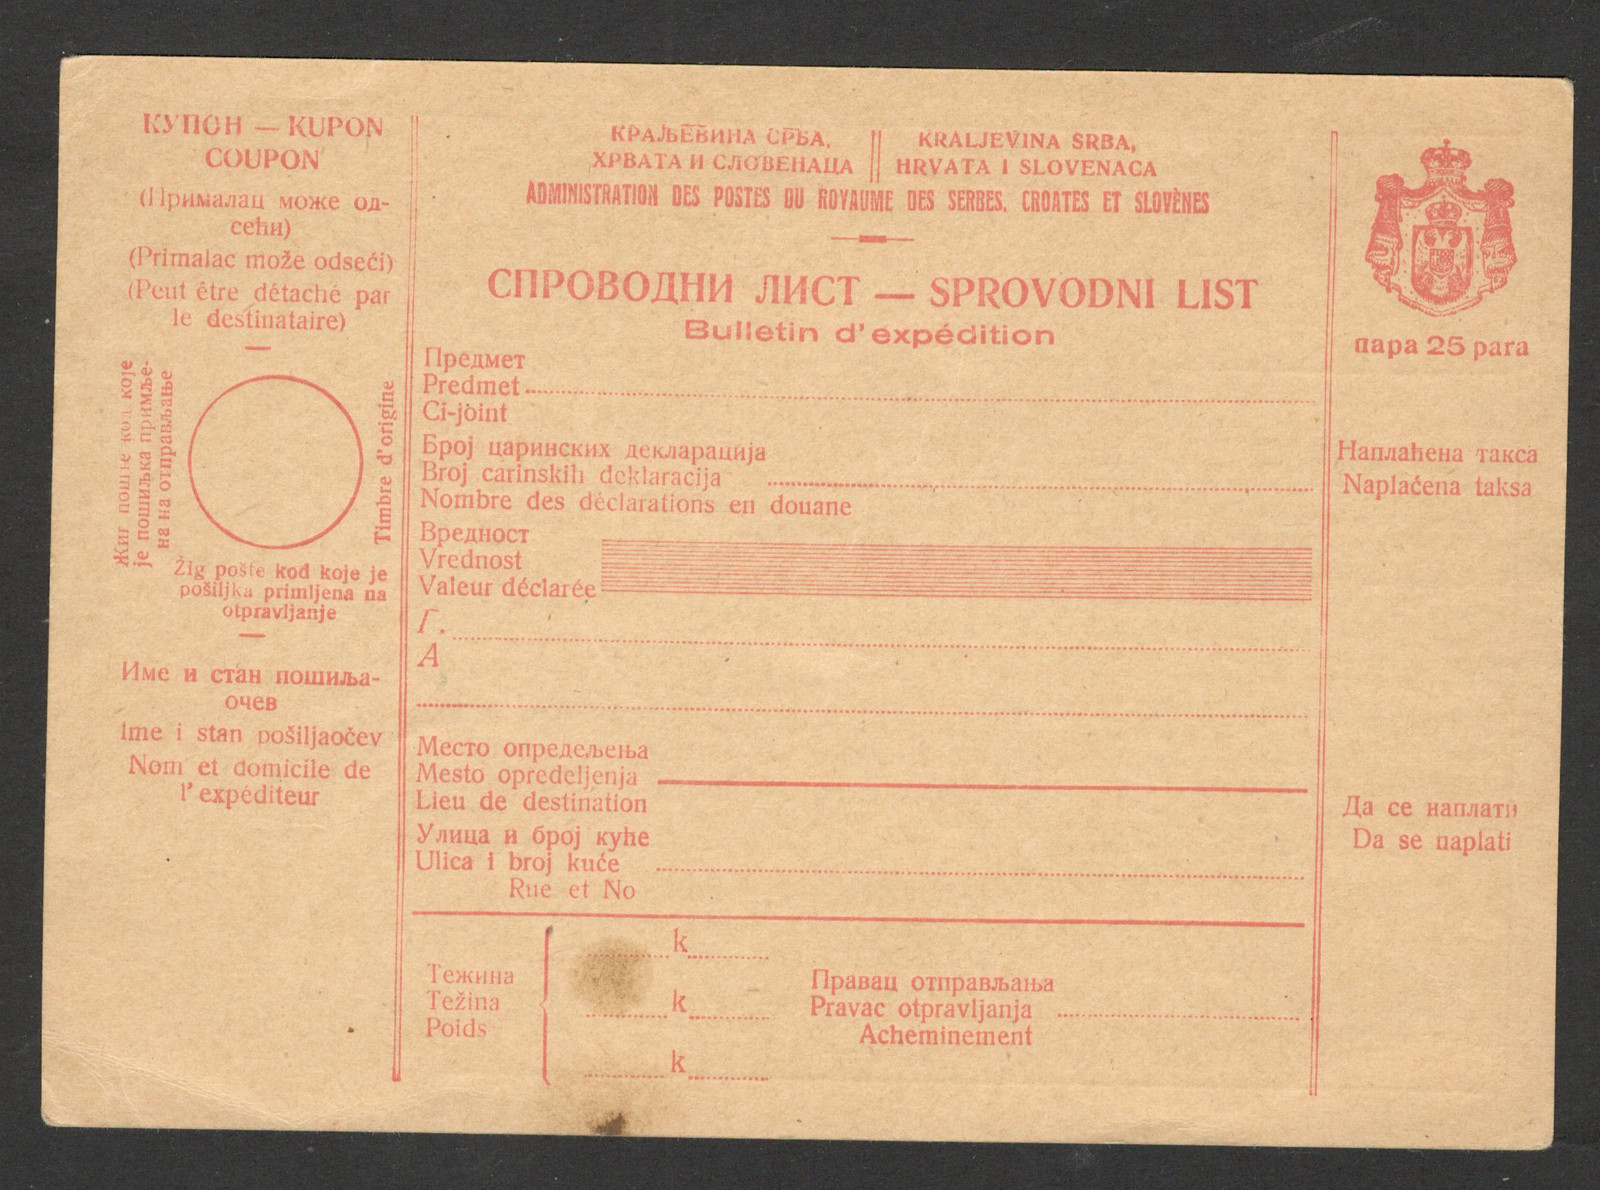 КУПОН — KUPON
COUPON
(Прималац може од-
сећи)
(Primalac može odseći)
(Peut être détaché par
le destinataire)
Жиг поште код које
је пошиљка примље-
на на отправљање
Timbre d'origine
Žig pošte kod koje je
pošiljka primljena na
otpravljanje
Име и стан пошиља-
очев
Ime i stan pošiljaočev
Nom et domicile de
l'expéditeur
КРАЉЕВИНА СРБА,
ХРВАТА И СЛОВЕНАЦА
KRALJEVINA SRBA,
HRVATA I SLOVENACA
ADMINISTRATION DES POSTES DU ROYAUME DES SERBES, CROATES ET SLOVÈNES
СПРОВОДНИ ЛИСТ — SPROVODNI LIST
Bulletin d'expédition
Предмет
Predmet
Ci-joint
Број царинских декларација
Broj carinskih deklaracija
Nombre des déclarations en douane
Вредност
Vrednost
Valeur déclarée
Г.
A
Место опредељења
Mesto opredeljenja
Lieu de destination
Улица и број куће
Ulica i broj kuće
Rue et No
Тежина
Težina
Poids
k
k
k
Правац отправљања
Pravac otpravljanja
Acheminement
пара 25 para
Наплаћена такса
Naplaćena taksa
Да се наплати
Da se naplati